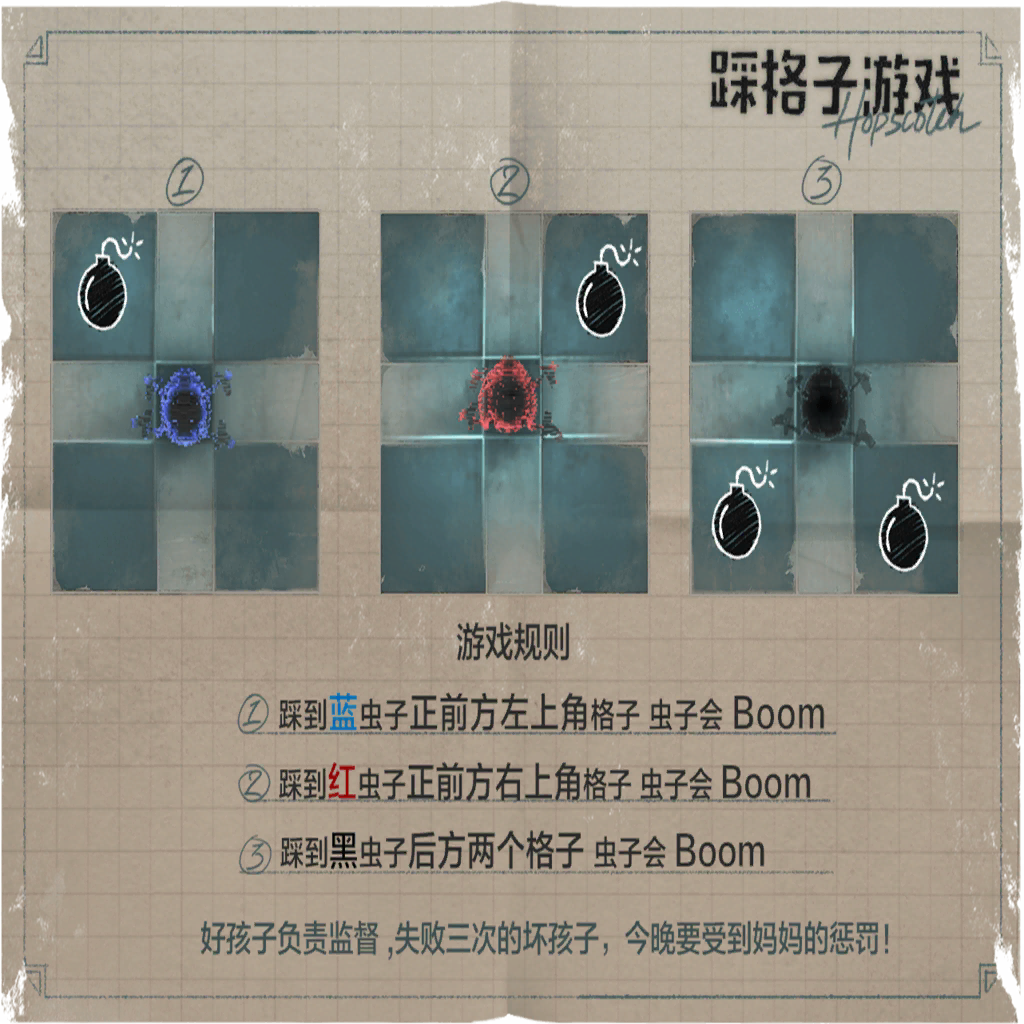 踩格子游戏
Hopscotch
① ② ③
游戏规则
① 踩到蓝虫子正前方左上角格子 虫子会 Boom
② 踩到红虫子正前方右上角格子 虫子会 Boom
③ 踩到黑虫子后方两个格子 虫子会 Boom
好孩子负责监督,失败三次的坏孩子，今晚要受到妈妈的惩罚！